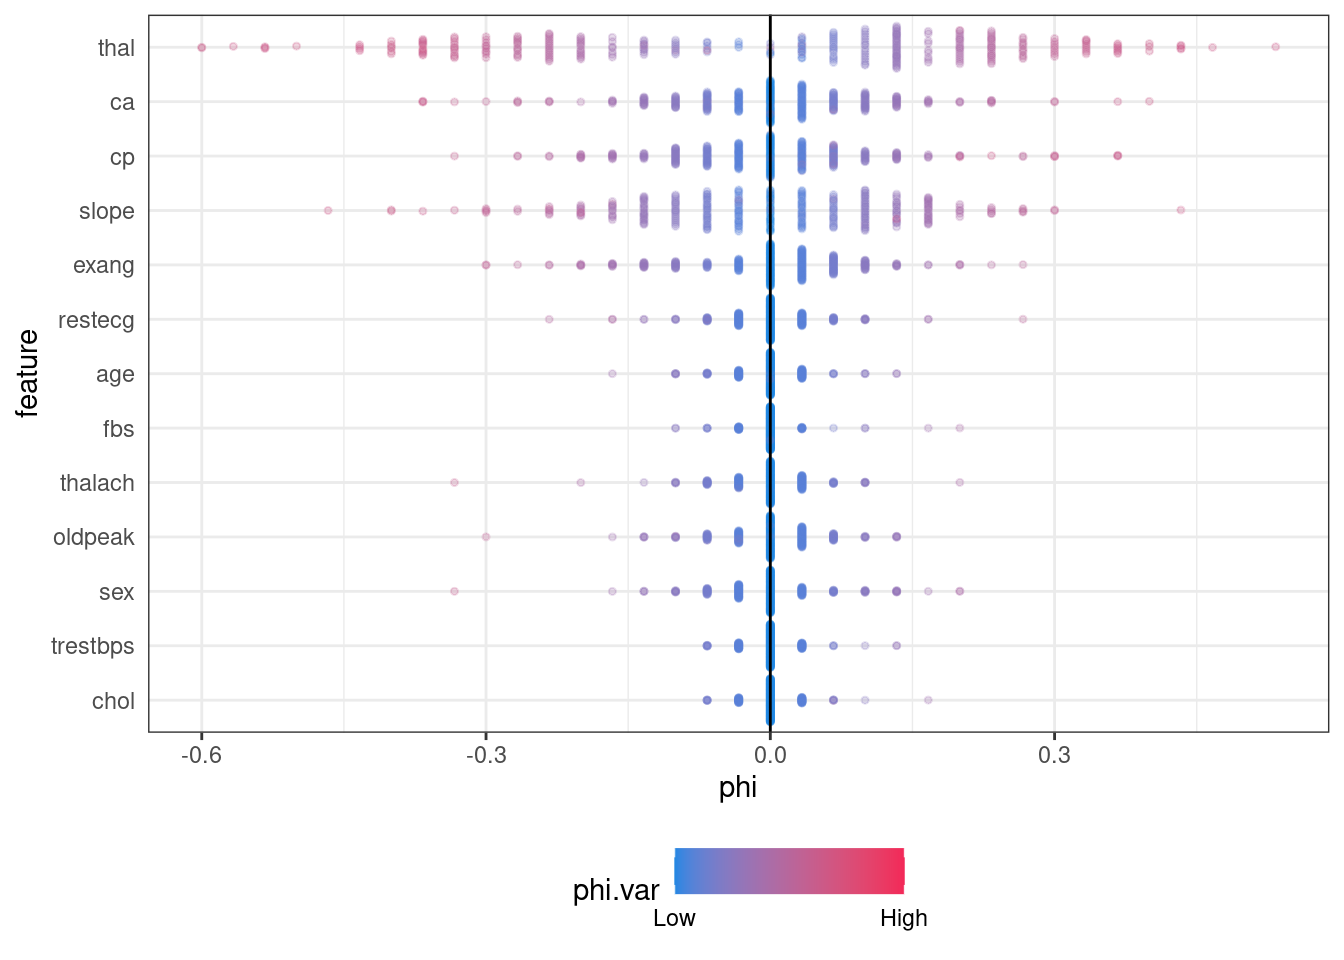 thal
ca
cp
slope
exang
restecg
age
fbs
thalach
oldpeak
sex
trestbps
chol
feature
-0.6 -0.3 0.0 0.3
phi
phi.var
Low High